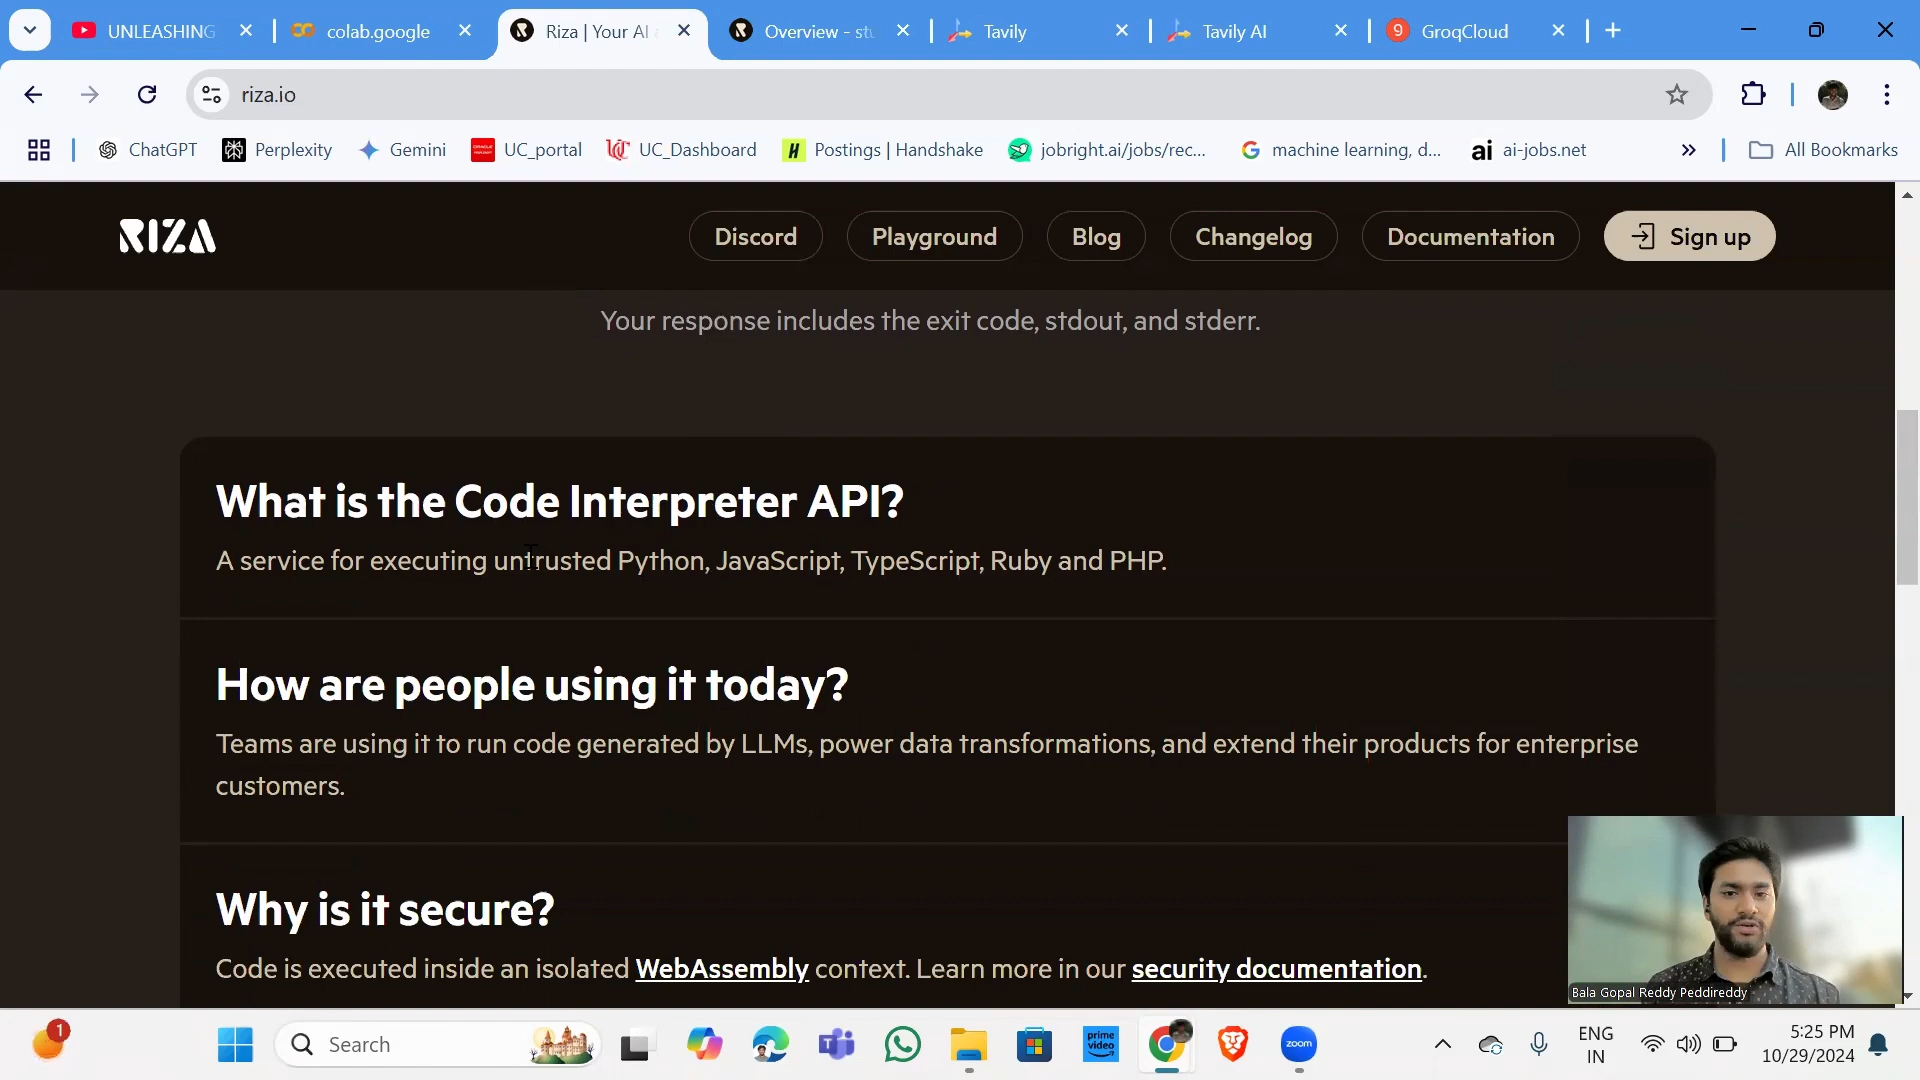 UNLEASHING
colab.google
Riza | Your AI a
Overview - stu
Tavily
Tavily AI
GroqCloud
riza.io
ChatGPT
Perplexity
Gemini
UC_portal
UC_Dashboard
Postings | Handshake
jobright.ai/jobs/rec...
machine learning, d...
ai ai-jobs.net
»
All Bookmarks
RIZA
Discord
Playground
Blog
Changelog
Documentation
Sign up
Your response includes the exit code, stdout, and stderr.
What is the Code Interpreter API?
A service for executing untrusted Python, JavaScript, TypeScript, Ruby and PHP.
How are people using it today?
Teams are using it to run code generated by LLMs, power data transformations, and extend their products for enterprise
customers.
Why is it secure?
Code is executed inside an isolated WebAssembly context. Learn more in our security documentation.
Bala Gopal Reddy Peddireddy
1
Search
prime
video
zoom
ENG
IN
5:25 PM
10/29/2024